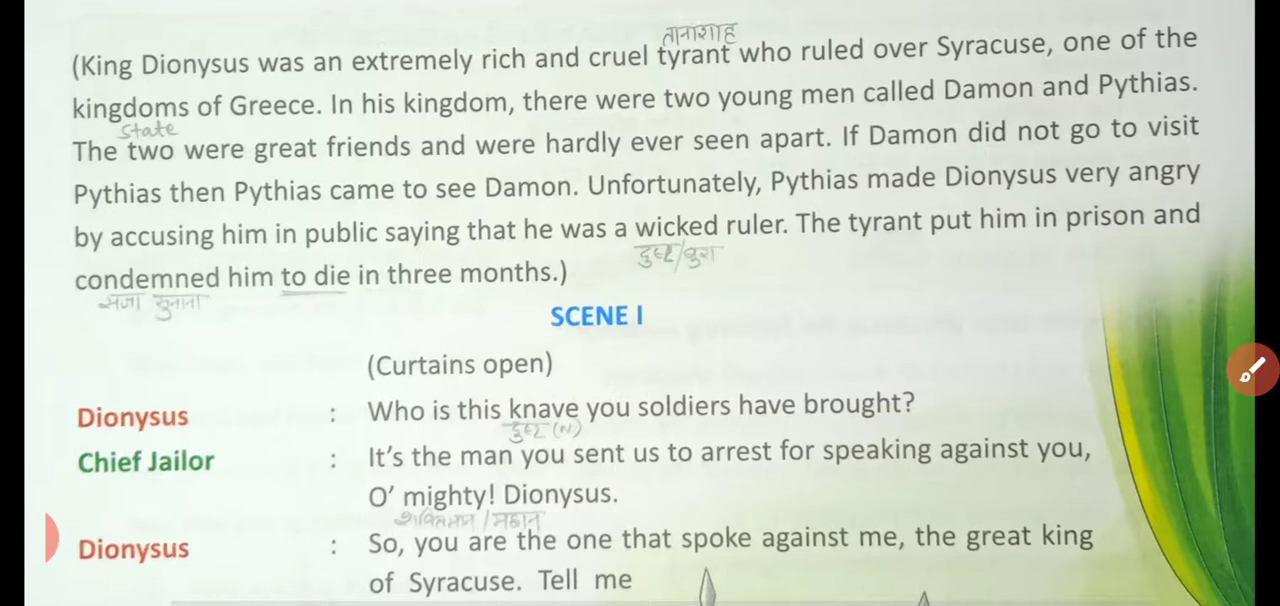 तानाशाह
(King Dionysus was an extremely rich and cruel tyrant who ruled over Syracuse, one of the
kingdoms of Greece. In his kingdom, there were two young men called Damon and Pythias.
State
The two were great friends and were hardly ever seen apart. If Damon did not go to visit
Pythias then Pythias came to see Damon. Unfortunately, Pythias made Dionysus very angry
by accusing him in public saying that he was a wicked ruler. The tyrant put him in prison and
दुष्ट/बुरा
condemned him to die in three months.)
सजा सुनाना
SCENE I
(Curtains open)
Dionysus : Who is this knave you soldiers have brought?
दुष्ट (N)
Chief Jailor : It's the man you sent us to arrest for speaking against you,
O' mighty! Dionysus.
/महान
Dionysus : So, you are the one that spoke against me, the great king
of Syracuse. Tell me